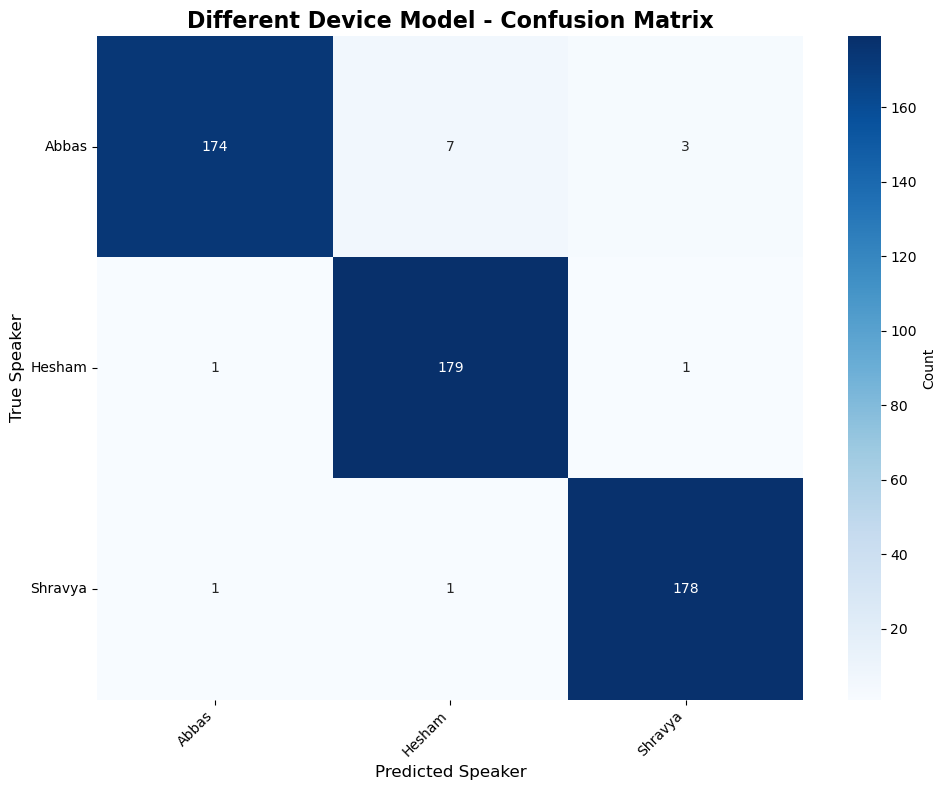 Different Device Model - Confusion Matrix
True Speaker
Abbas
174
7
3
Hesham
1
179
1
Shravya
1
1
178
Abbas
Hesham
Shravya
Predicted Speaker
160
140
120
100
80
60
40
20
Count